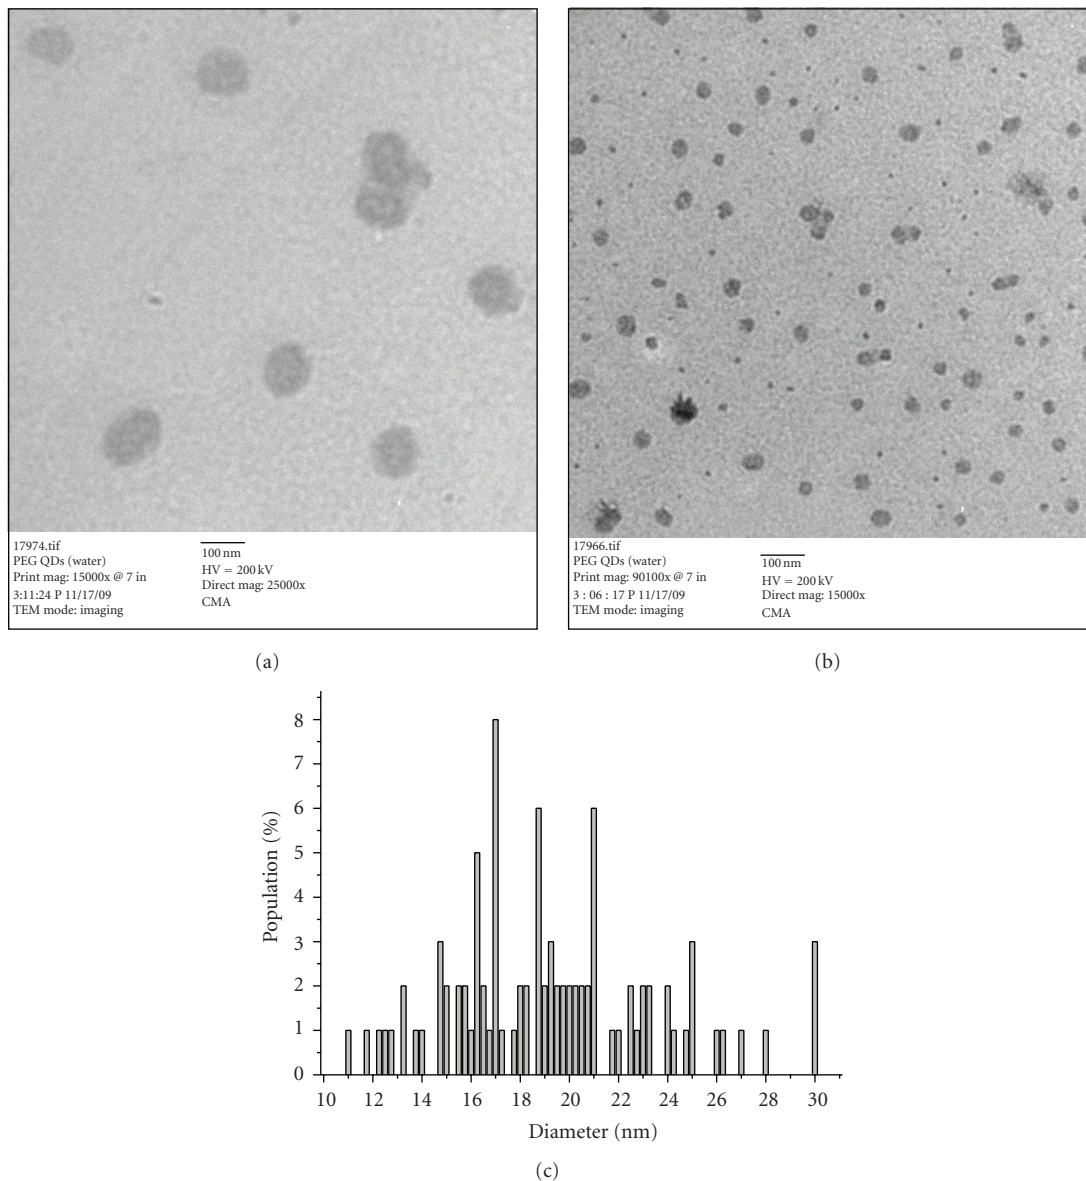 17974.tif
PEG QDs (water)
Print mag: 15000x @ 7 in
3:11:24 P 11/17/09
TEM mode: imaging
100 nm
HV = 200 kV
Direct mag: 25000x
CMA
(a)
17966.tif
PEG QDs (water)
Print mag: 90100x @ 7 in
3 : 06 : 17 P 11/17/09
TEM mode: imaging
100 nm
HV = 200 kV
Direct mag: 15000x
CMA
(b)
Population (%)
8
7
6
5
4
3
2
1
0
10 12 14 16 18 20 22 24 26 28 30
Diameter (nm)
(c)